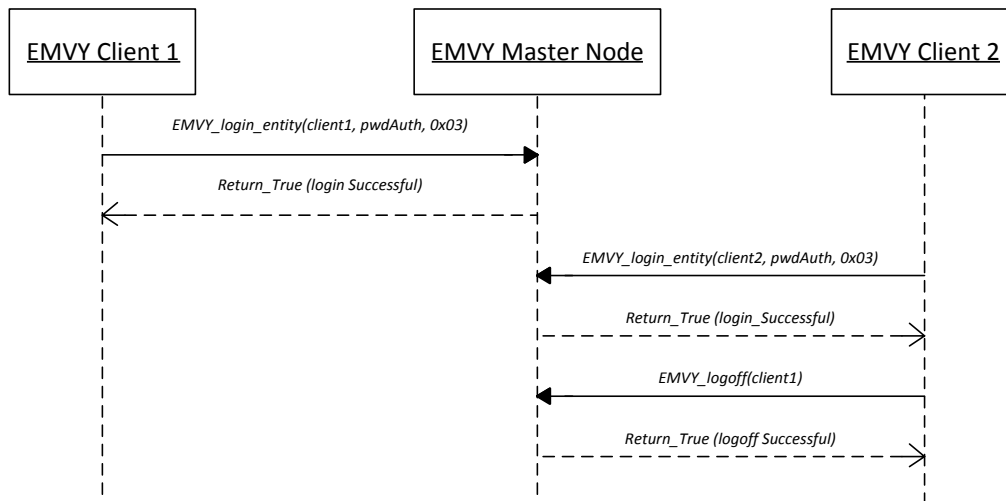 EMVY Client 1
EMVY Master Node
EMVY Client 2
EMVY_login_entity(client1, pwdAuth, 0x03)
Return_True (login Successful)
EMVY_login_entity(client2, pwdAuth, 0x03)
Return_True (login_Successful)
EMVY_logoff(client1)
Return_True (logoff Successful)